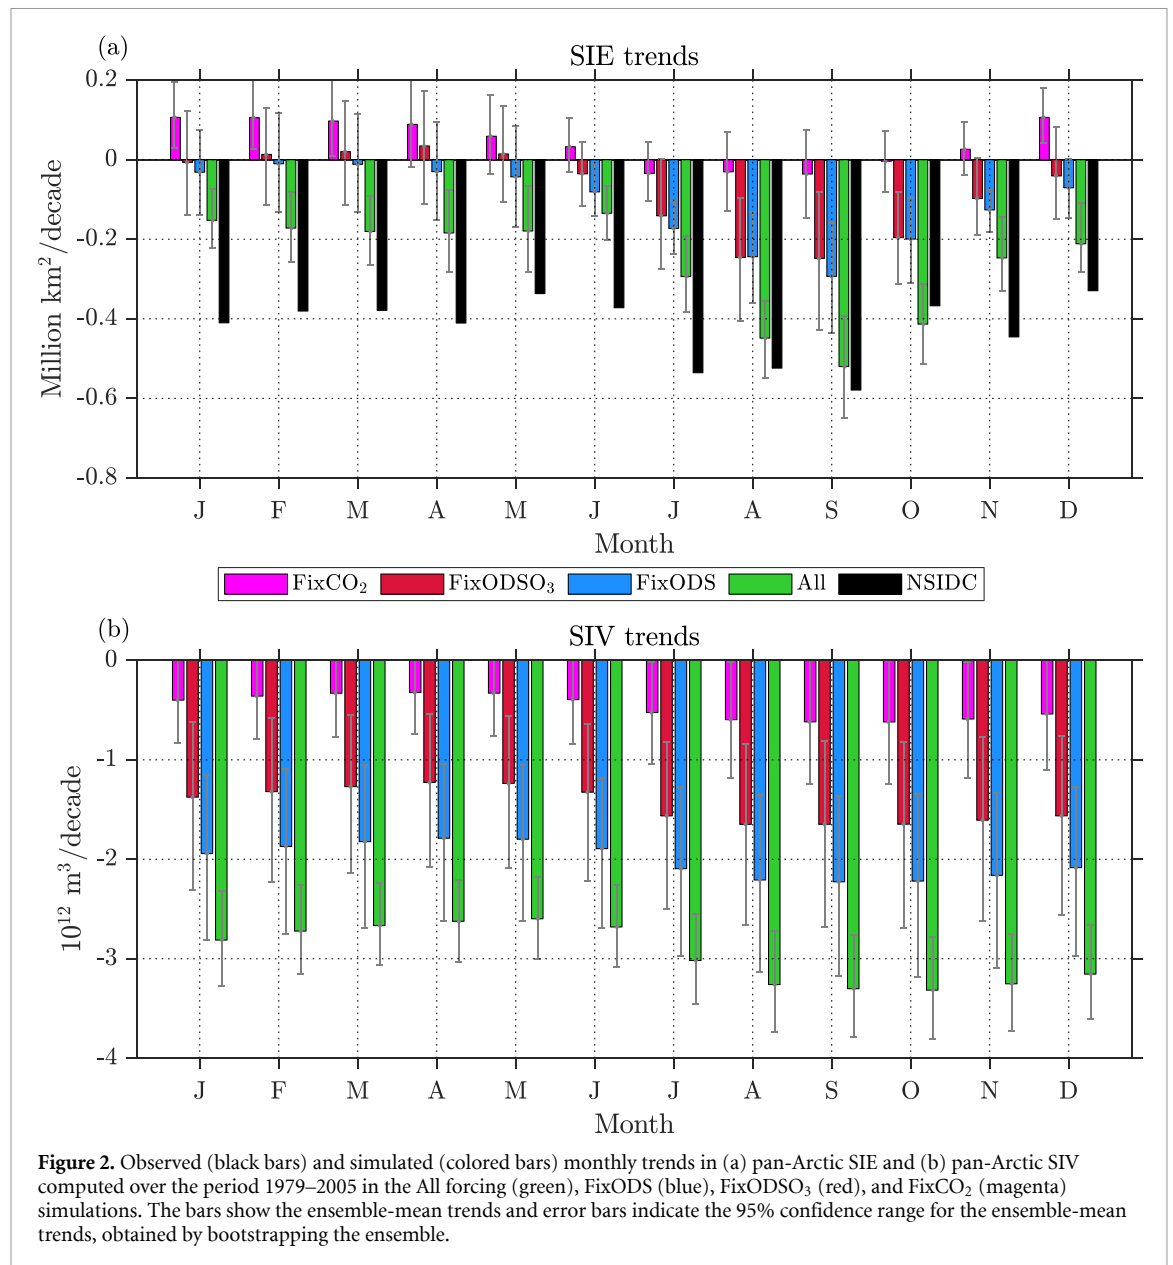 (a)
SIE trends
0.2
0
-0.2
-0.4
-0.6
-0.8
Million km²/decade
J F M A M J J A S O N D
Month
FixCO₂ FixODSO₃ FixODS All NSIDC
(b)
SIV trends
0
-1
-2
-3
-4
10¹² m³/decade
J F M A M J J A S O N D
Month
Figure 2. Observed (black bars) and simulated (colored bars) monthly trends in (a) pan-Arctic SIE and (b) pan-Arctic SIV
computed over the period 1979–2005 in the All forcing (green), FixODS (blue), FixODSO₃ (red), and FixCO₂ (magenta)
simulations. The bars show the ensemble-mean trends and error bars indicate the 95% confidence range for the ensemble-mean
trends, obtained by bootstrapping the ensemble.